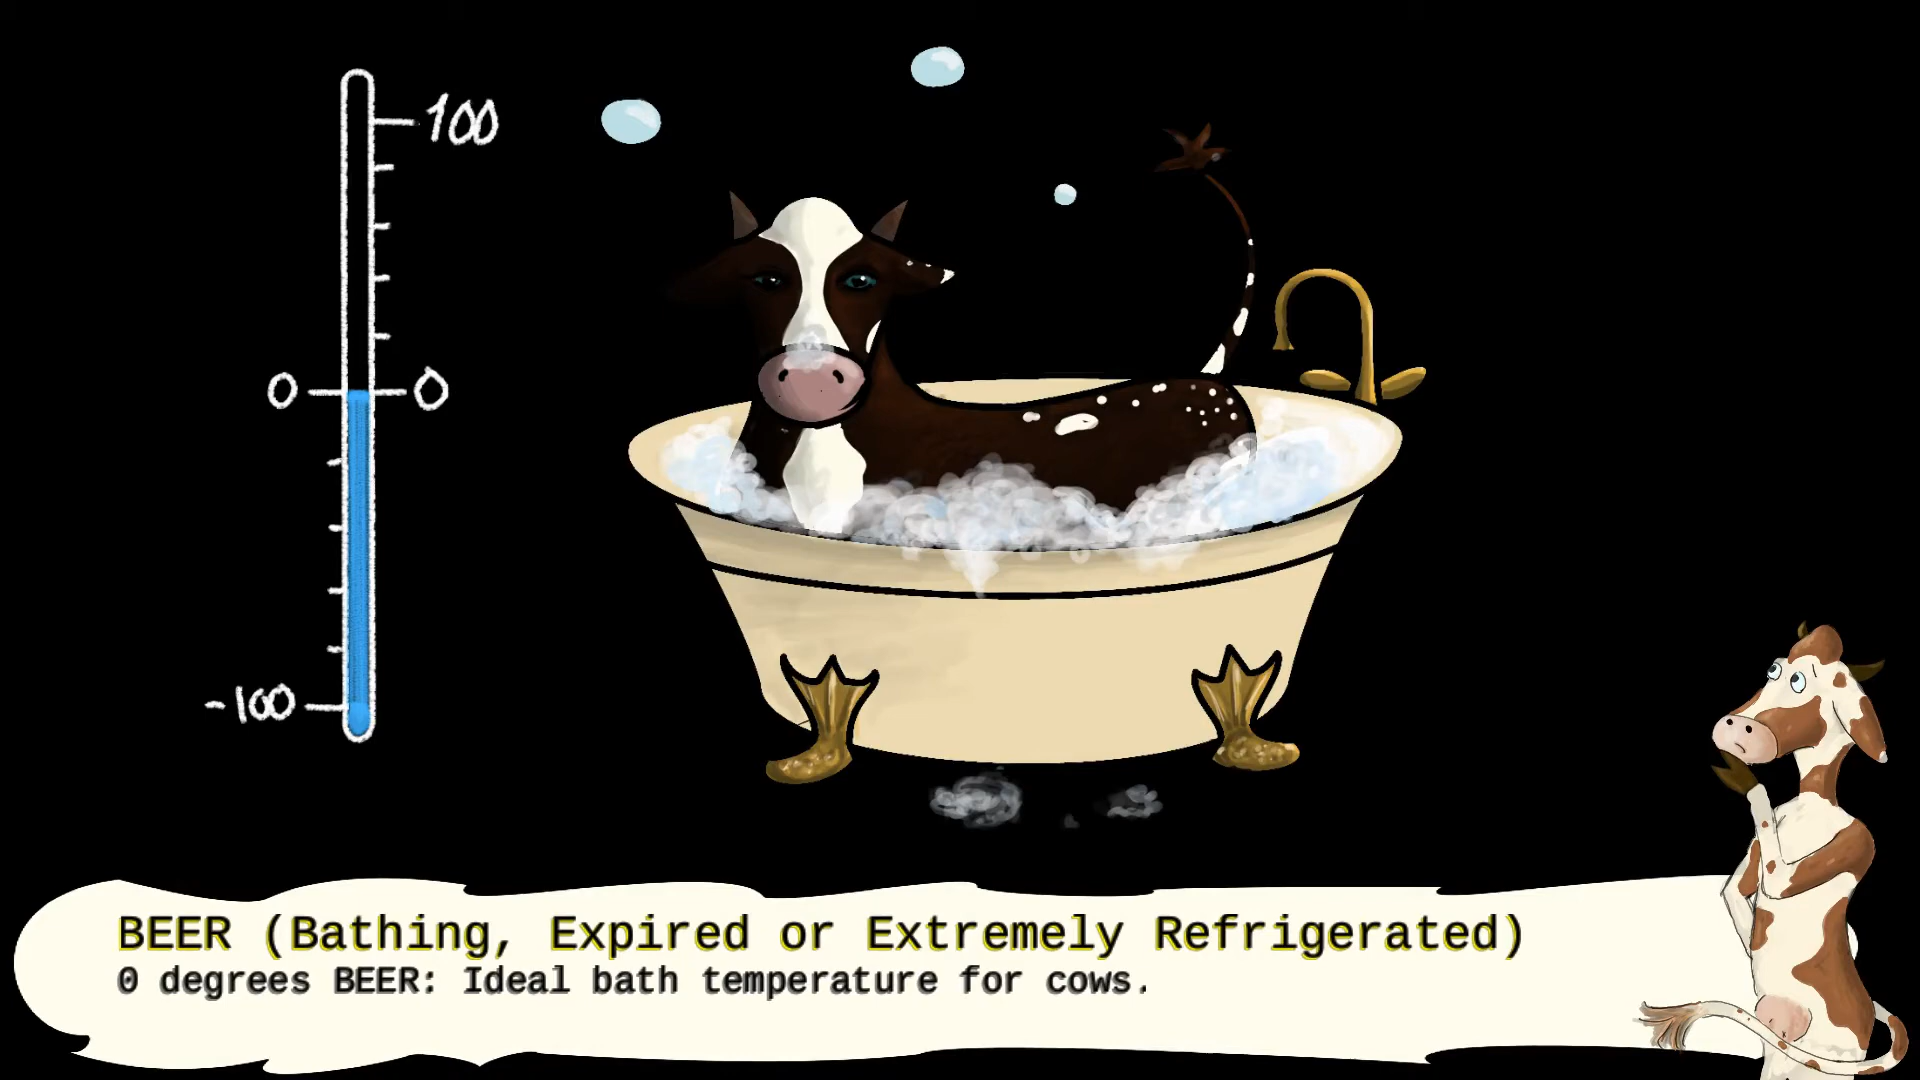 100
0 0
-100
BEER (Bathing, Expired or Extremely Refrigerated)
0 degrees BEER: Ideal bath temperature for cows.